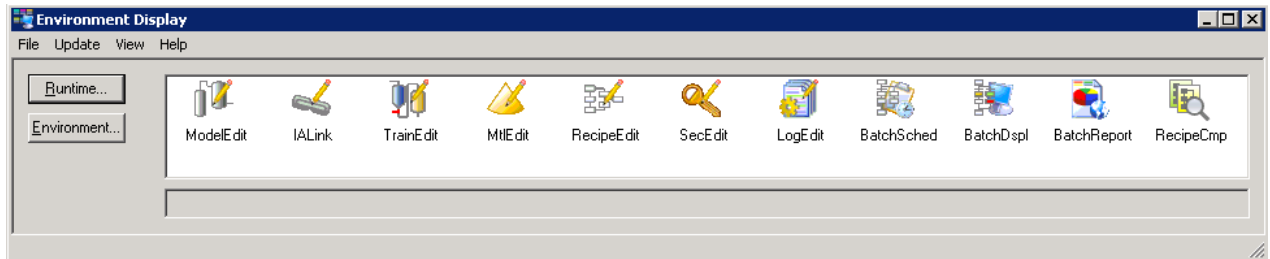 Environment Display
File Update View Help
Runtime...
Environment...
ModelEdit IALink TrainEdit MtlEdit RecipeEdit SecEdit LogEdit BatchSched BatchDspl BatchReport RecipeCmp